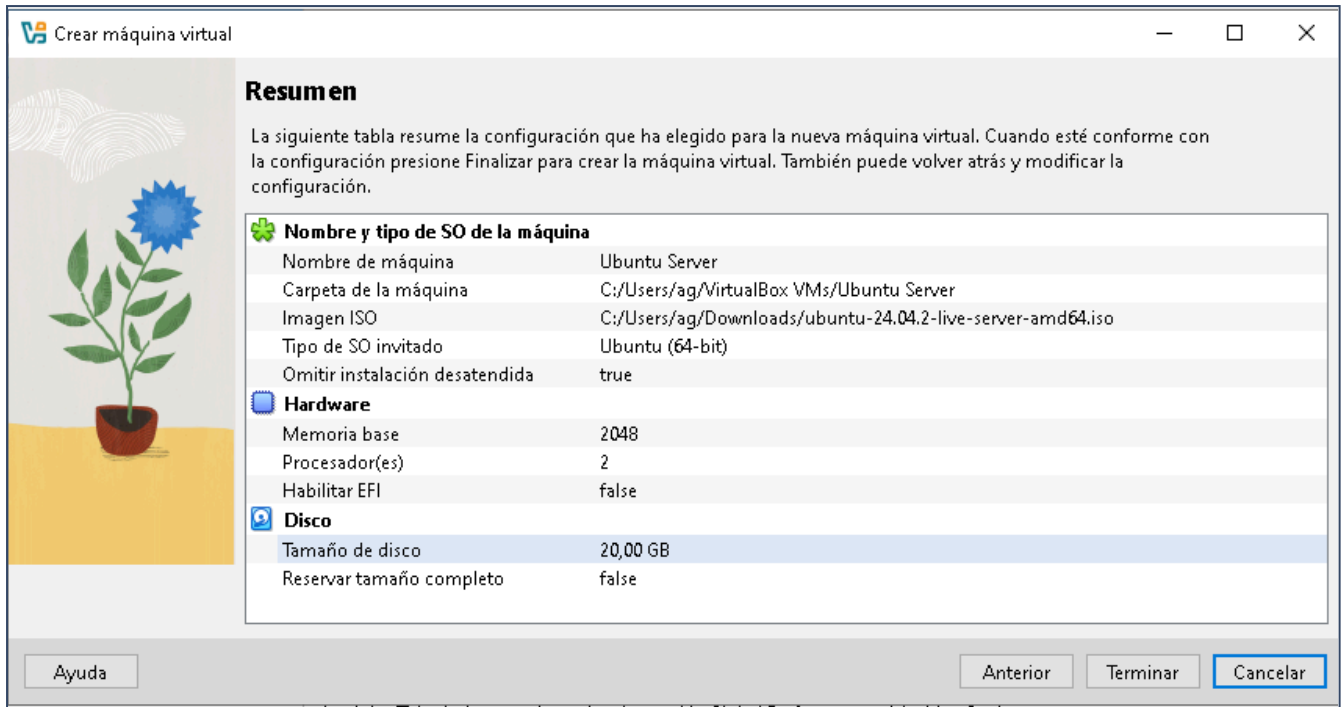 Crear máquina virtual
Resumen
La siguiente tabla resume la configuración que ha elegido para la nueva máquina virtual. Cuando esté conforme con
la configuración presione Finalizar para crear la máquina virtual. También puede volver atrás y modificar la
configuración.
Nombre y tipo de SO de la máquina
Nombre de máquina Ubuntu Server
Carpeta de la máquina C:/Users/ag/VirtualBox VMs/Ubuntu Server
Imagen ISO C:/Users/ag/Downloads/ubuntu-24.04.2-live-server-amd64.iso
Tipo de SO invitado Ubuntu (64-bit)
Omitir instalación desatendida true
Hardware
Memoria base 2048
Procesador(es) 2
Habilitar EFI false
Disco
Tamaño de disco 20,00 GB
Reservar tamaño completo false
Ayuda Anterior Terminar Cancelar